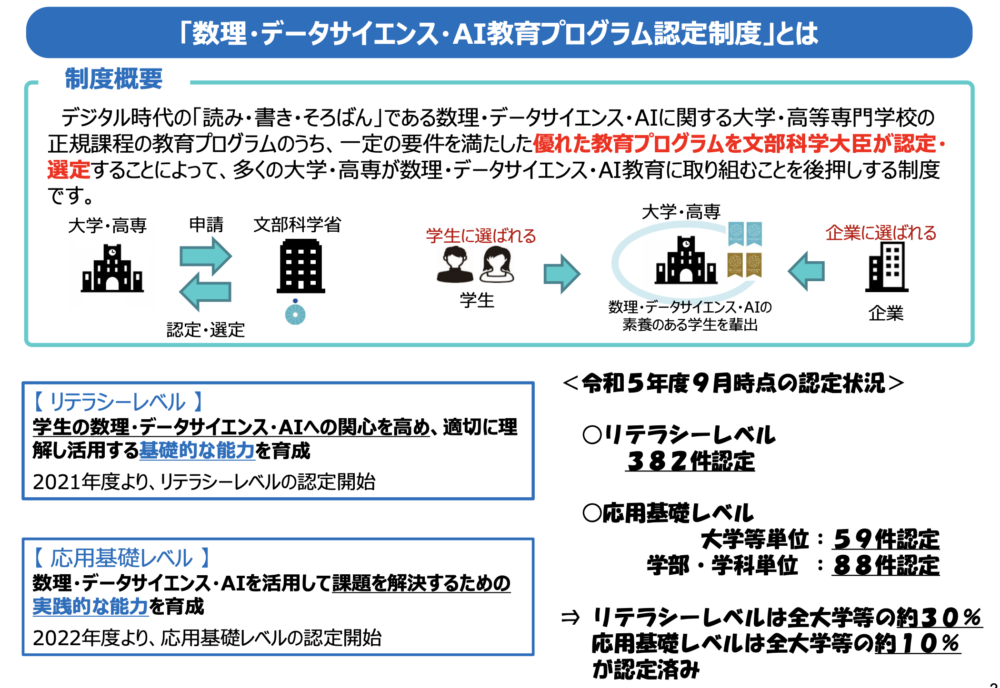 「数理・データサイエンス・AI教育プログラム認定制度」とは
制度概要
デジタル時代の「読み・書き・そろばん」である数理・データサイエンス・AIに関する大学・高等専門学校の
正規課程の教育プログラムのうち、一定の要件を満たした優れた教育プログラムを文部科学大臣が認定・
選定することによって、多くの大学・高専が数理・データサイエンス・AI教育に取り組むことを後押しする制度
です。
大学・高専
申請
文部科学省
認定・選定
学生に選ばれる
学生
大学・高専
数理・データサイエンス・AIの
素養のある学生を輩出
企業に選ばれる
企業
【 リテラシーレベル 】
学生の数理・データサイエンス・AIへの関心を高め、適切に理
解し活用する基礎的な能力を育成
2021年度より、リテラシーレベルの認定開始
【 応用基礎レベル 】
数理・データサイエンス・AIを活用して課題を解決するための
実践的な能力を育成
2022年度より、応用基礎レベルの認定開始
＜令和５年度９月時点の認定状況＞
○リテラシーレベル
３８２件認定
○応用基礎レベル
大学等単位：５９件認定
学部・学科単位　：８８件認定
⇒ リテラシーレベルは全大学等の約３０％
応用基礎レベルは全大学等の約１０％
が認定済み